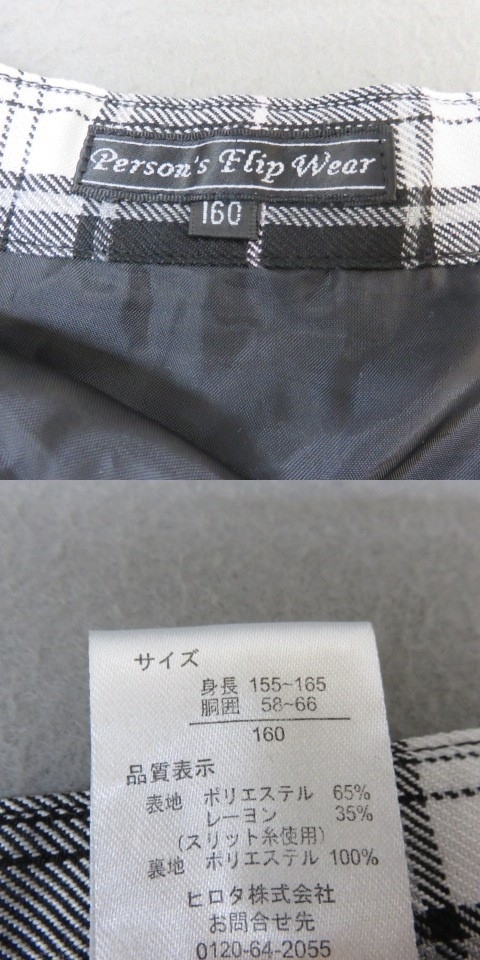 Person's Flip Wear
160
サイズ
身長 155~165
胴囲 58~66
160
品質表示
表地 ポリエステル 65%
レーヨン 35%
(スリット糸使用)
裏地 ポリエステル 100%
ヒロタ株式会社
お問合せ先
0120-64-2055